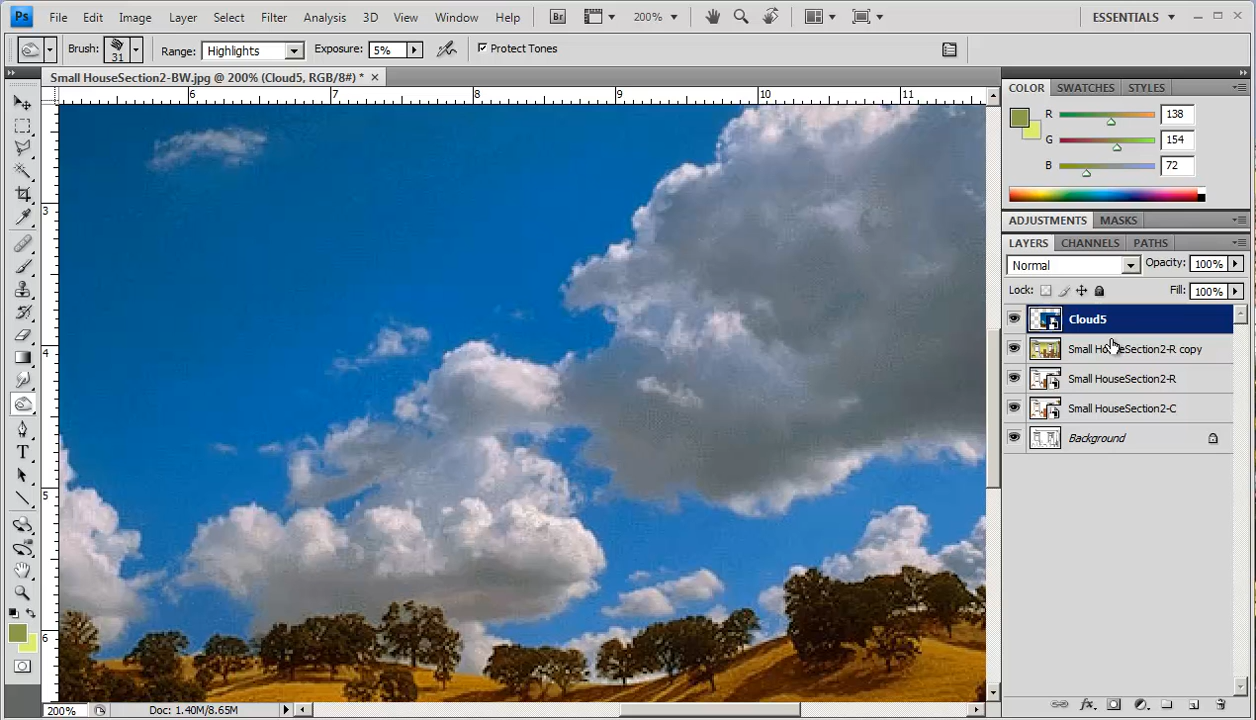 Ps File Edit Image Layer Select Filter Analysis 3D View Window Help Br 200% ESSENTIALS
Brush: 31 Range: Highlights Exposure: 5% Protect Tones
Small HouseSection2-BW.jpg @ 200% (Cloud5, RGB/8#) *
6 7 8 9 10 11
3
4
5
6
COLOR SWATCHES STYLES
R 138
G 154
B 72
ADJUSTMENTS MASKS
LAYERS CHANNELS PATHS
Normal Opacity: 100%
Lock: Fill: 100%
Cloud5
Small HouseSection2-R copy
Small HouseSection2-R
Small HouseSection2-C
Background
T
fx
200% Doc: 1.40M/8.65M